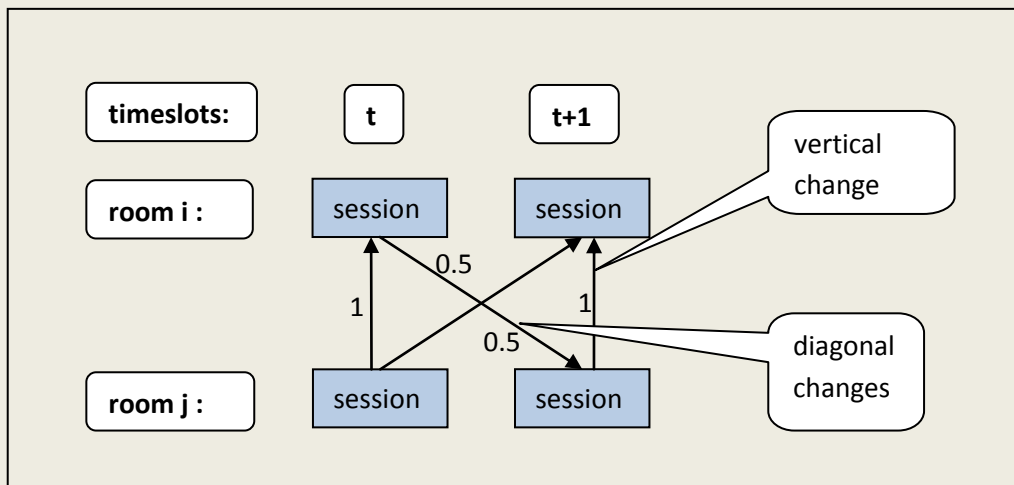 timeslots: t t+1
vertical
change
room i : session session
0.5
1 1
0.5
diagonal
changes
room j : session session